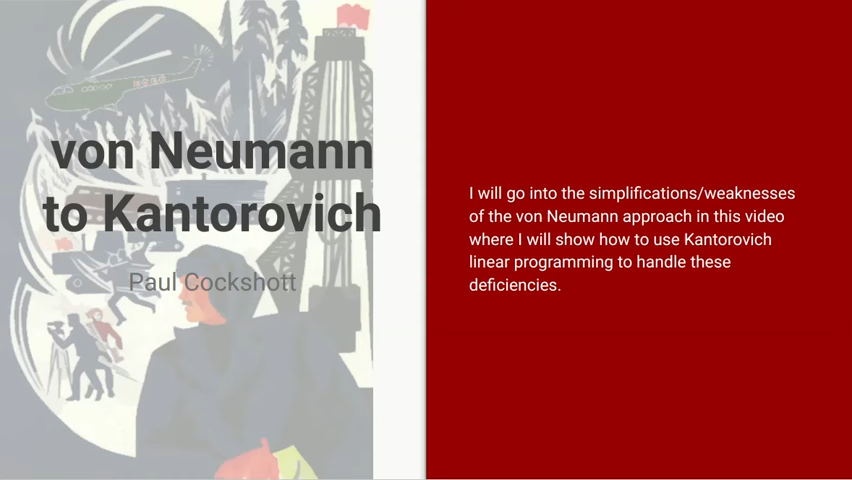 von Neumann
to Kantorovich
Paul Cockshott
I will go into the simplifications/weaknesses
of the von Neumann approach in this video
where I will show how to use Kantorovich
linear programming to handle these
deficiencies.